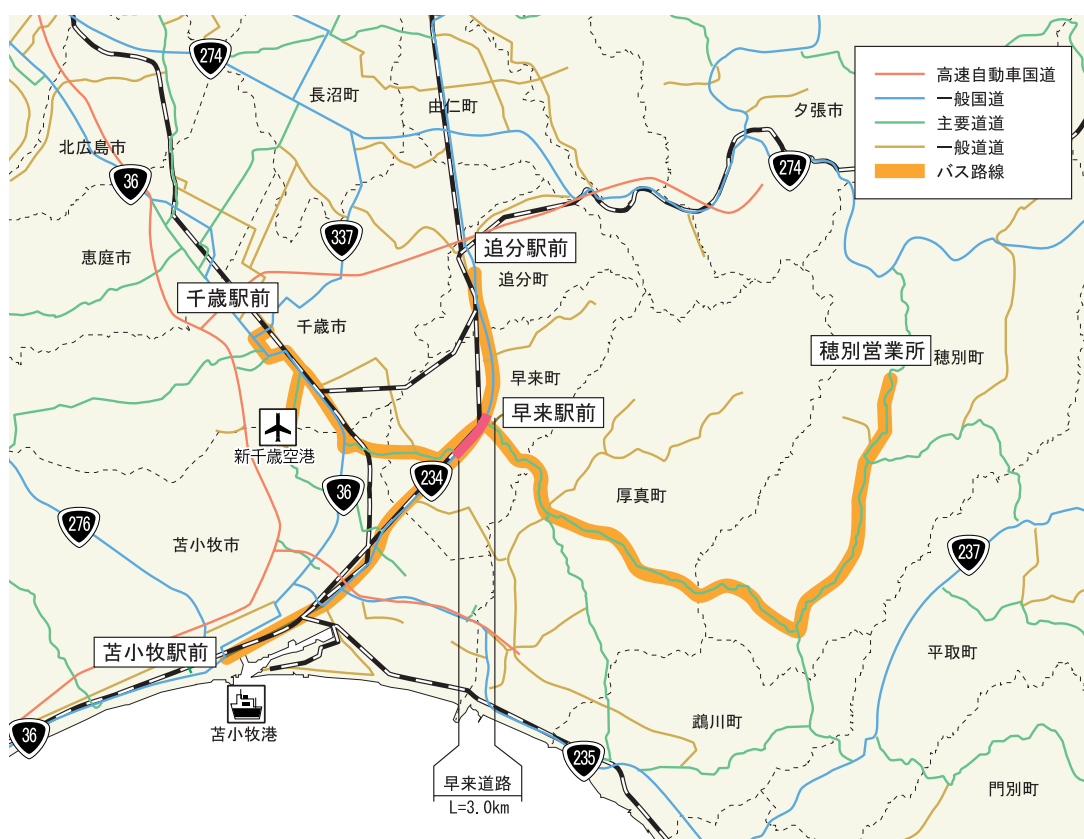 274
長沼町
由仁町
夕張市
高速自動車国道
一般国道
主要道道
一般道道
バス路線
北広島市
36
274
337
恵庭市
追分駅前
追分町
千歳駅前
千歳市
穂別営業所
穂別町
早来町
早来駅前
新千歳空港
234
36
厚真町
276
苫小牧市
237
苫小牧駅前
平取町
苫小牧港
鵡川町
36
235
早来道路
L=3.0km
門別町